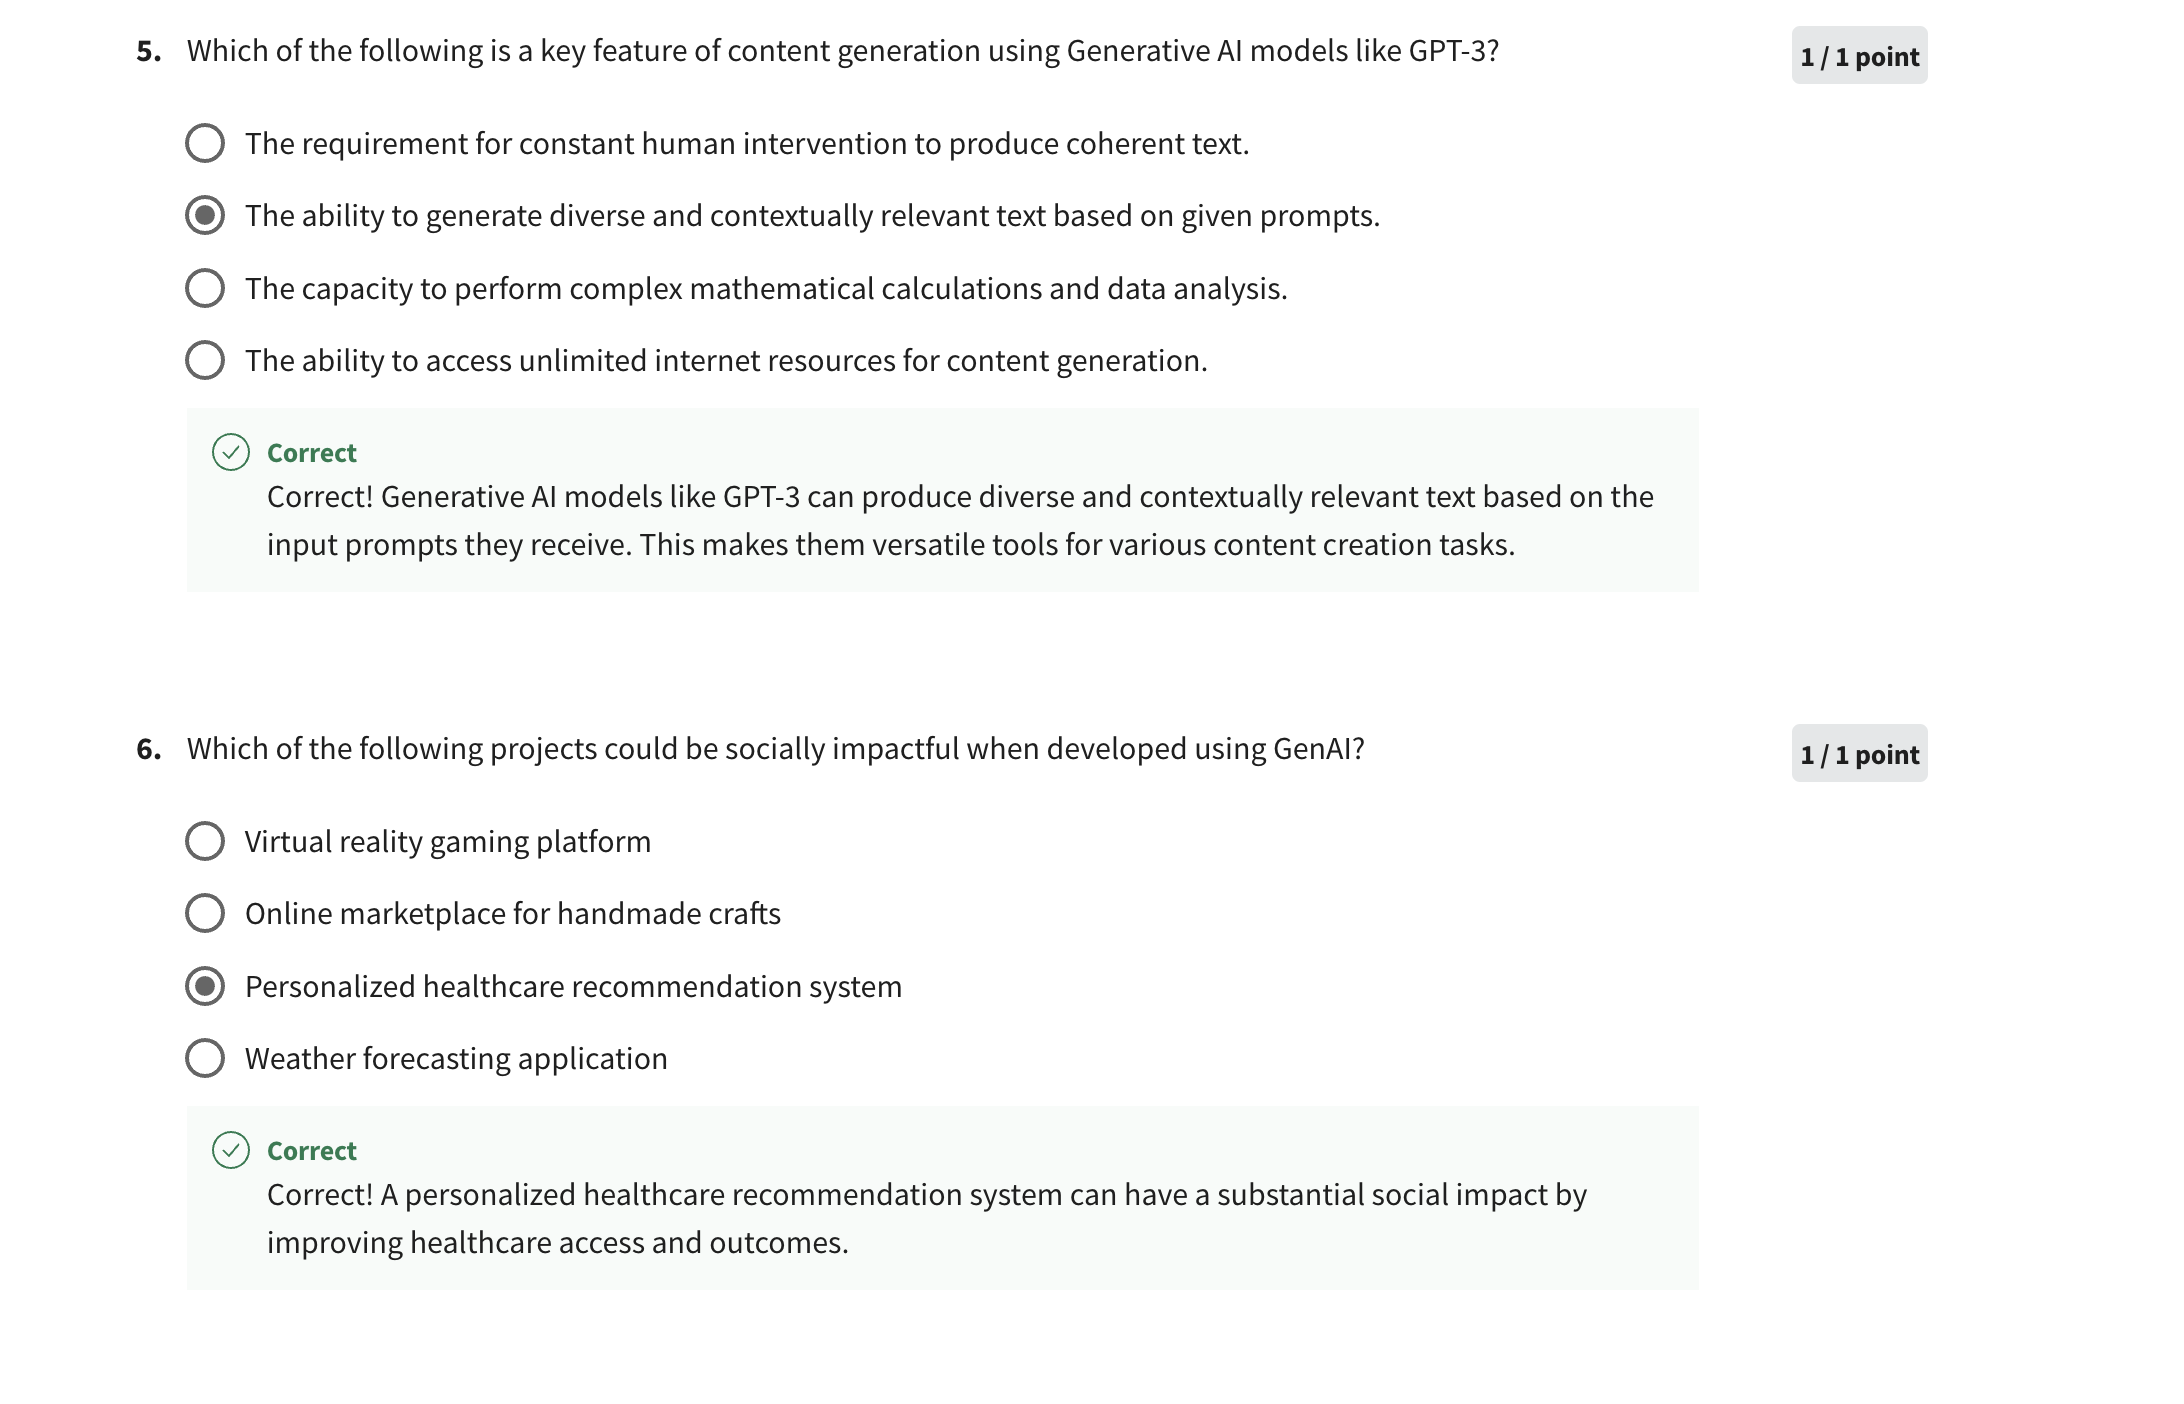 5. Which of the following is a key feature of content generation using Generative AI models like GPT-3?
1 / 1 point
The requirement for constant human intervention to produce coherent text.
The ability to generate diverse and contextually relevant text based on given prompts.
The capacity to perform complex mathematical calculations and data analysis.
The ability to access unlimited internet resources for content generation.
Correct
Correct! Generative AI models like GPT-3 can produce diverse and contextually relevant text based on the
input prompts they receive. This makes them versatile tools for various content creation tasks.
6. Which of the following projects could be socially impactful when developed using GenAI?
1 / 1 point
Virtual reality gaming platform
Online marketplace for handmade crafts
Personalized healthcare recommendation system
Weather forecasting application
Correct
Correct! A personalized healthcare recommendation system can have a substantial social impact by
improving healthcare access and outcomes.